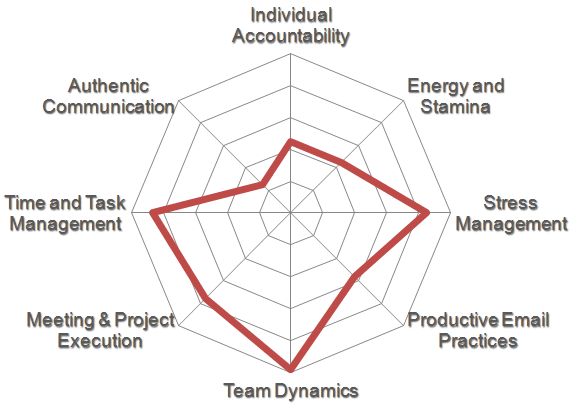 Individual
Accountability
Energy and
Stamina
Stress
Management
Productive Email
Practices
Team Dynamics
Meeting & Project
Execution
Time and Task
Management
Authentic
Communication